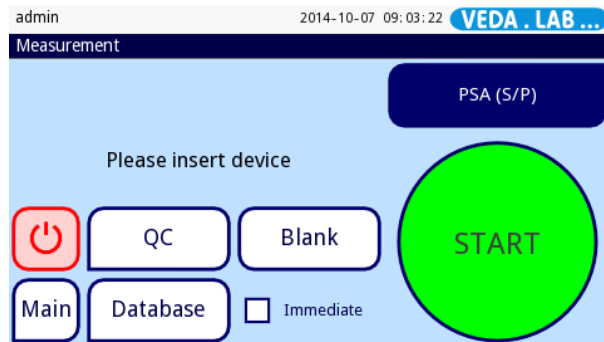 admin 2014-10-07 09:03:22 VEDA.LAB ...
Measurement
PSA (S/P)
Please insert device
QC Blank START
Main Database Immediate